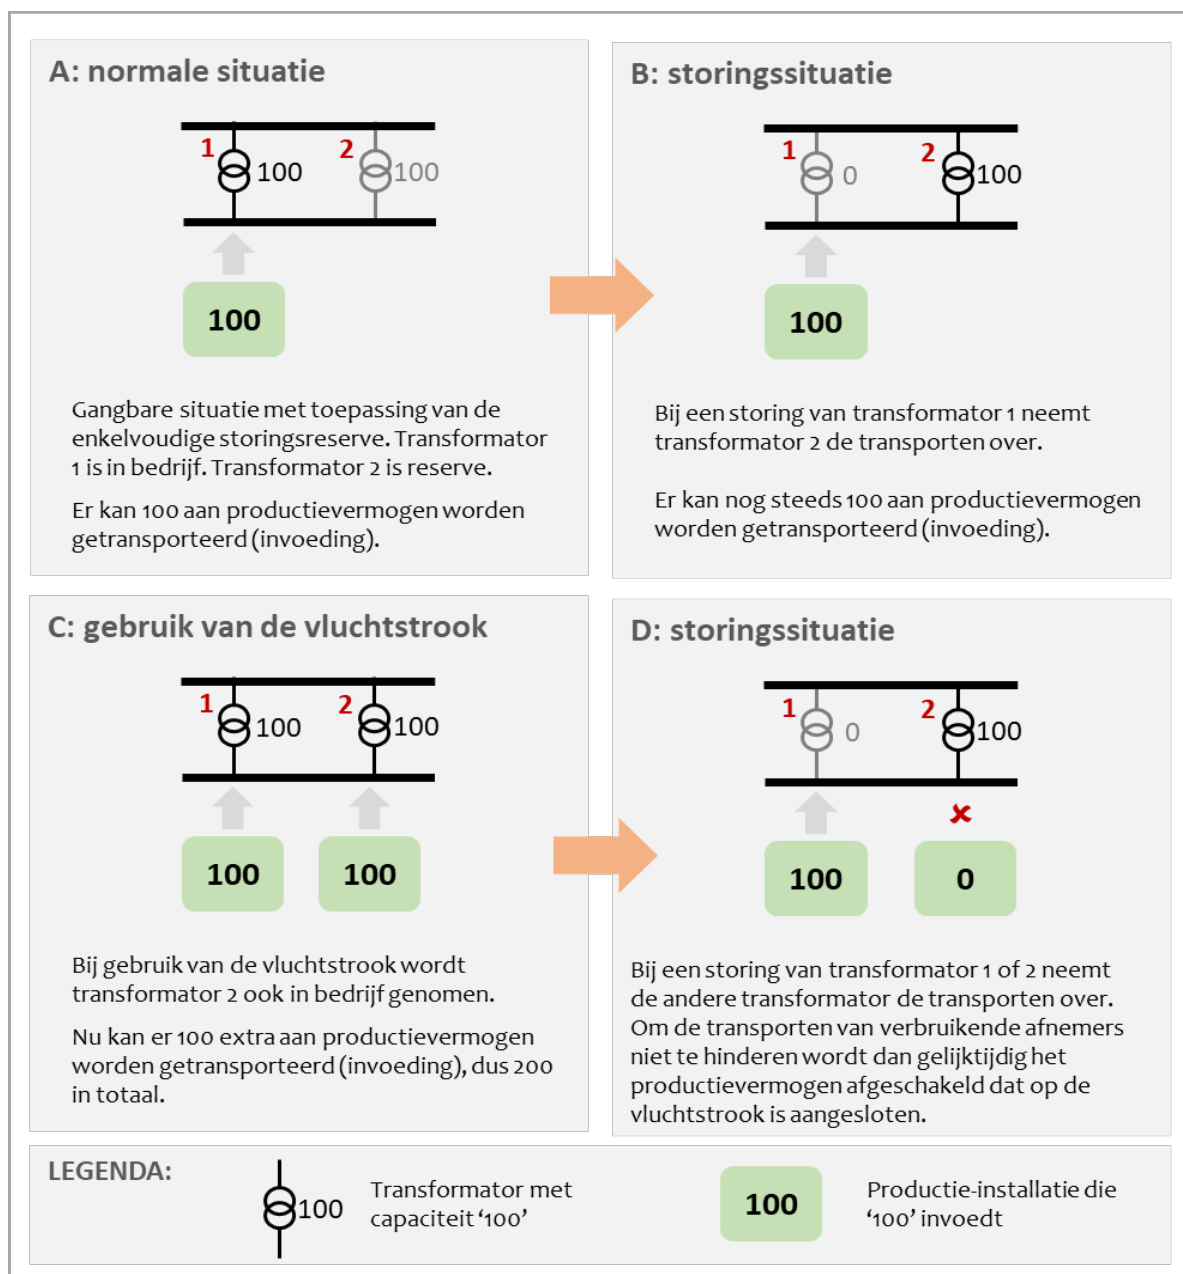 A: normale situatie
1
100
2
100
100
Gangbare situatie met toepassing van de
enkelvoudige storingsreserve. Transformator
1 is in bedrijf. Transformator 2 is reserve.
Er kan 100 aan productievermogen worden
getransporteerd (invoeding).
B: storingssituatie
1
0
2
100
100
Bij een storing van transformator 1 neemt
transformator 2 de transporten over.
Er kan nog steeds 100 aan productievermogen
worden getransporteerd (invoeding).
C: gebruik van de vluchtstrook
1
100
2
100
100
100
Bij gebruik van de vluchtstrook wordt
transformator 2 ook in bedrijf genomen.
Nu kan er 100 extra aan productievermogen
worden getransporteerd (invoeding), dus 200
in totaal.
D: storingssituatie
1
0
2
100
100
0
Bij een storing van transformator 1 of 2 neemt
de andere transformator de transporten over.
Om de transporten van verbruikende afnemers
niet te hinderen wordt dan gelijktijdig het
productievermogen afgeschakeld dat op de
vluchtstrook is aangesloten.
LEGENDA:
100
Transformator met
capaciteit ‘100’
100
Productie-installatie die
‘100’ invoedt